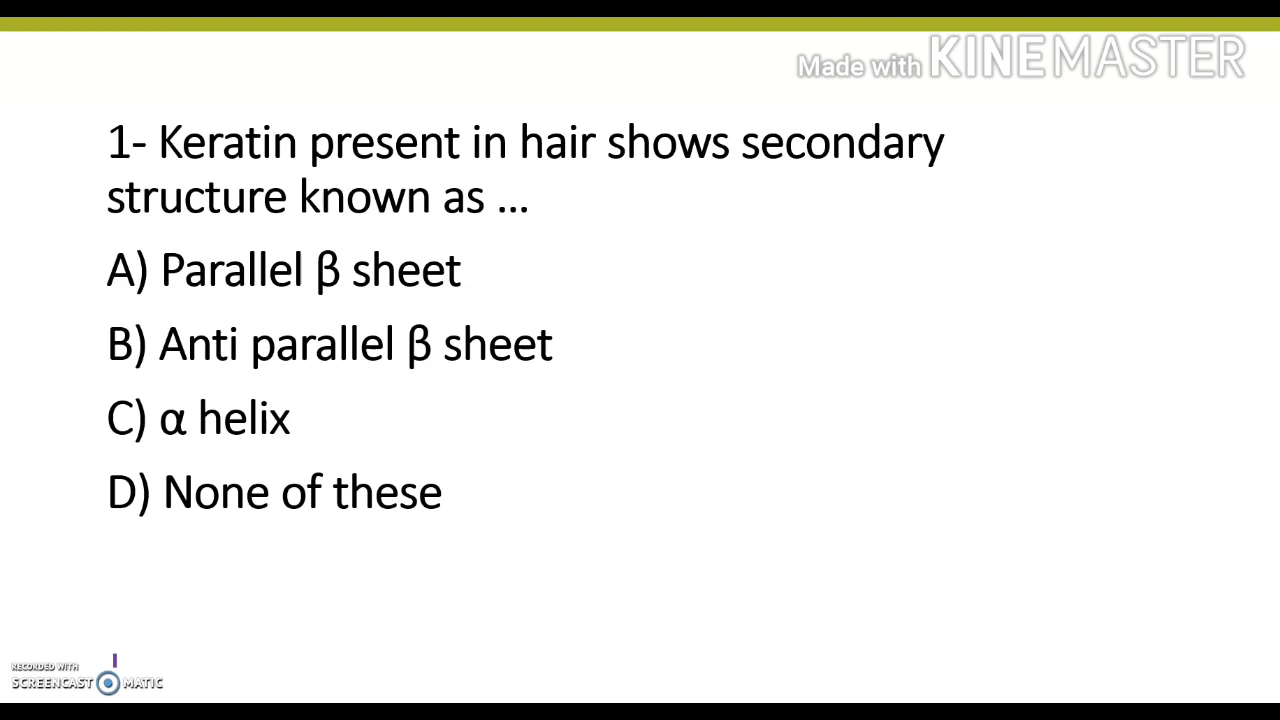 Made with KINEMASTER
1- Keratin present in hair shows secondary
structure known as ...
A) Parallel β sheet
B) Anti parallel β sheet
C) α helix
D) None of these
RECORDED WITH
SCREENCAST MATIC